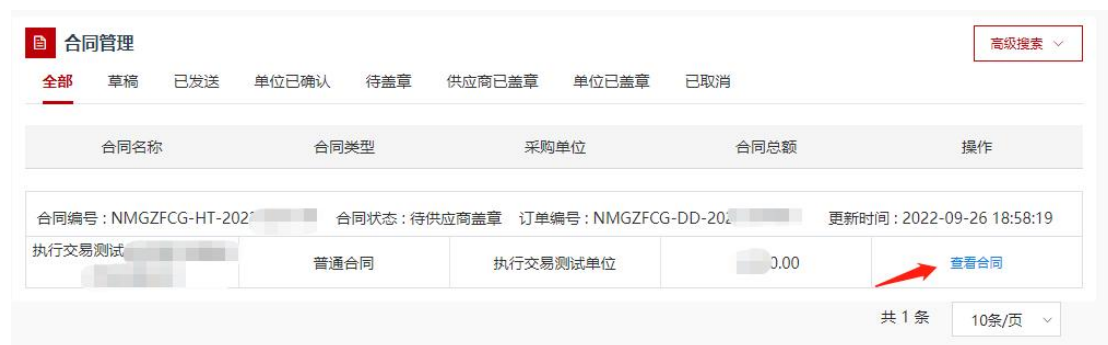 合同管理
高级搜索
全部 草稿 已发送 单位已确认 待盖章 供应商已盖章 单位已盖章 已取消
合同名称 合同类型 采购单位 合同总额 操作
合同编号：NMGZFCG-HT-202 合同状态：待供应商盖章 订单编号：NMGZFCG-DD-202 更新时间：2022-09-26 18:58:19
执行交易测试 普通合同 执行交易测试单位 0.00 查看合同
共 1 条 10条/页